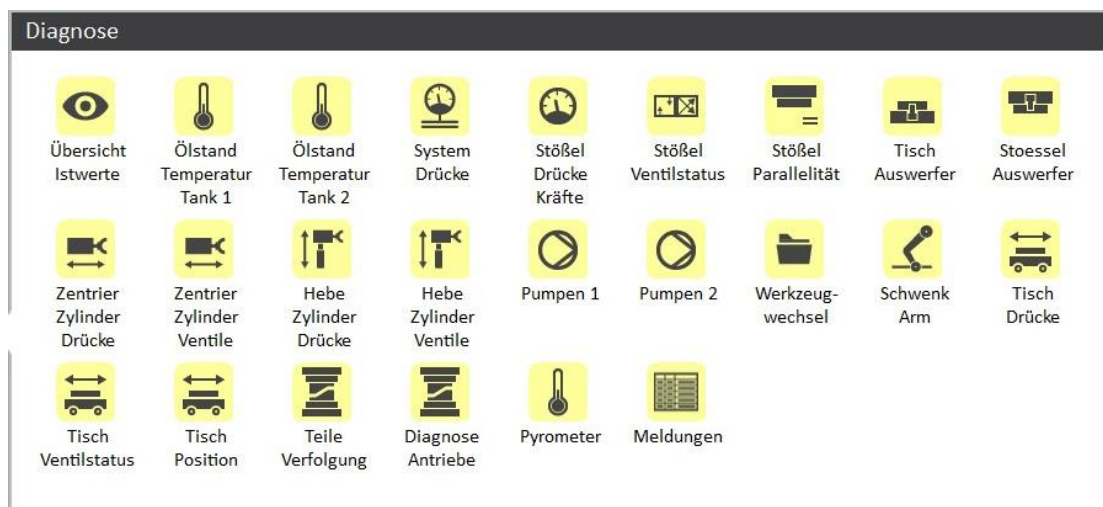 Diagnose
Übersicht
Istwerte
Ölstand
Temperatur
Tank 1
Ölstand
Temperatur
Tank 2
System
Drücke
Stößel
Drücke
Kräfte
Stößel
Ventilstatus
Stößel
Parallelität
Tisch
Auswerfer
Stoessel
Auswerfer
Zentrier
Zylinder
Drücke
Zentrier
Zylinder
Ventile
Hebe
Zylinder
Drücke
Hebe
Zylinder
Ventile
Pumpen 1
Pumpen 2
Werkzeug-
wechsel
Schwenk
Arm
Tisch
Drücke
Tisch
Ventilstatus
Tisch
Position
Teile
Verfolgung
Diagnose
Antriebe
Pyrometer
Meldungen